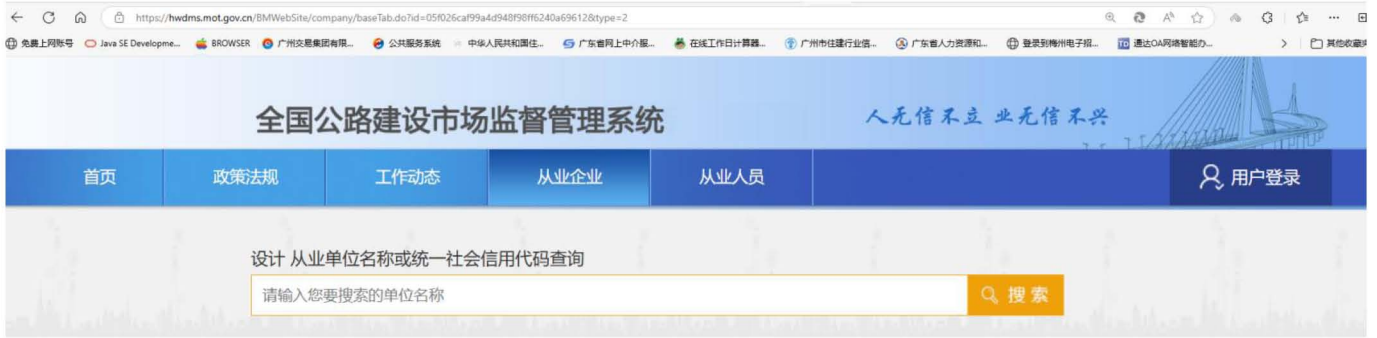 https://hwdms.mot.gov.cn/BMWebSite/company/baseTab.do?id=05f026caf99a4d948f98ff6240a69612&type=2
免费上网账号 Java SE Developme... BROWSER 广州交易集团有限... 公共服务系统 中华人民共和国住... 广东省网上中介服... 在线工作日计算器... 广州市住建行业信... 广东省人力资源和... 登录到梅州电子招... 通达OA网络智能办... 其他收藏夹
全国公路建设市场监督管理系统
人无信不立 业无信不兴
首页 政策法规 工作动态 从业企业 从业人员 用户登录
设计 从业单位名称或统一社会信用代码查询
请输入您要搜索的单位名称 搜索